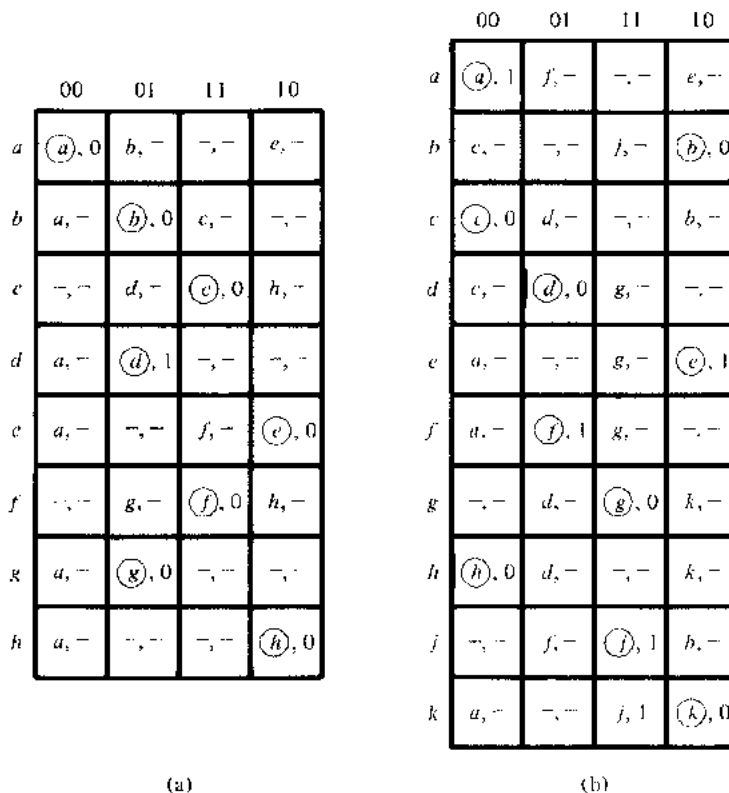 00 01 11 10
a ⓐ, 0 b, – –, – e, –
b a, – ⓑ, 0 c, – –, –
c –, – d, – ⓒ, 0 h, –
d a, – ⓓ, 1 –, – –, –
e a, – –, – f, – ⓔ, 0
f –, – g, – ⓕ, 0 h, –
g a, – ⓖ, 0 –, – –, –
h a, – –, – –, – ⓗ, 0
(a)
00 01 11 10
a ⓐ, 1 f, – –, – e, –
b c, – –, – j, – ⓑ, 0
c ⓒ, 0 d, – –, – b, –
d c, – ⓓ, 0 g, – –, –
e a, – –, – g, – ⓔ, 1
f a, – ⓕ, 1 g, – –, –
g –, – d, – ⓖ, 0 k, –
h ⓗ, 0 d, – –, – k, –
j –, – f, – ⓙ, 1 b, –
k a, – –, – j, 1 ⓚ, 0
(b)